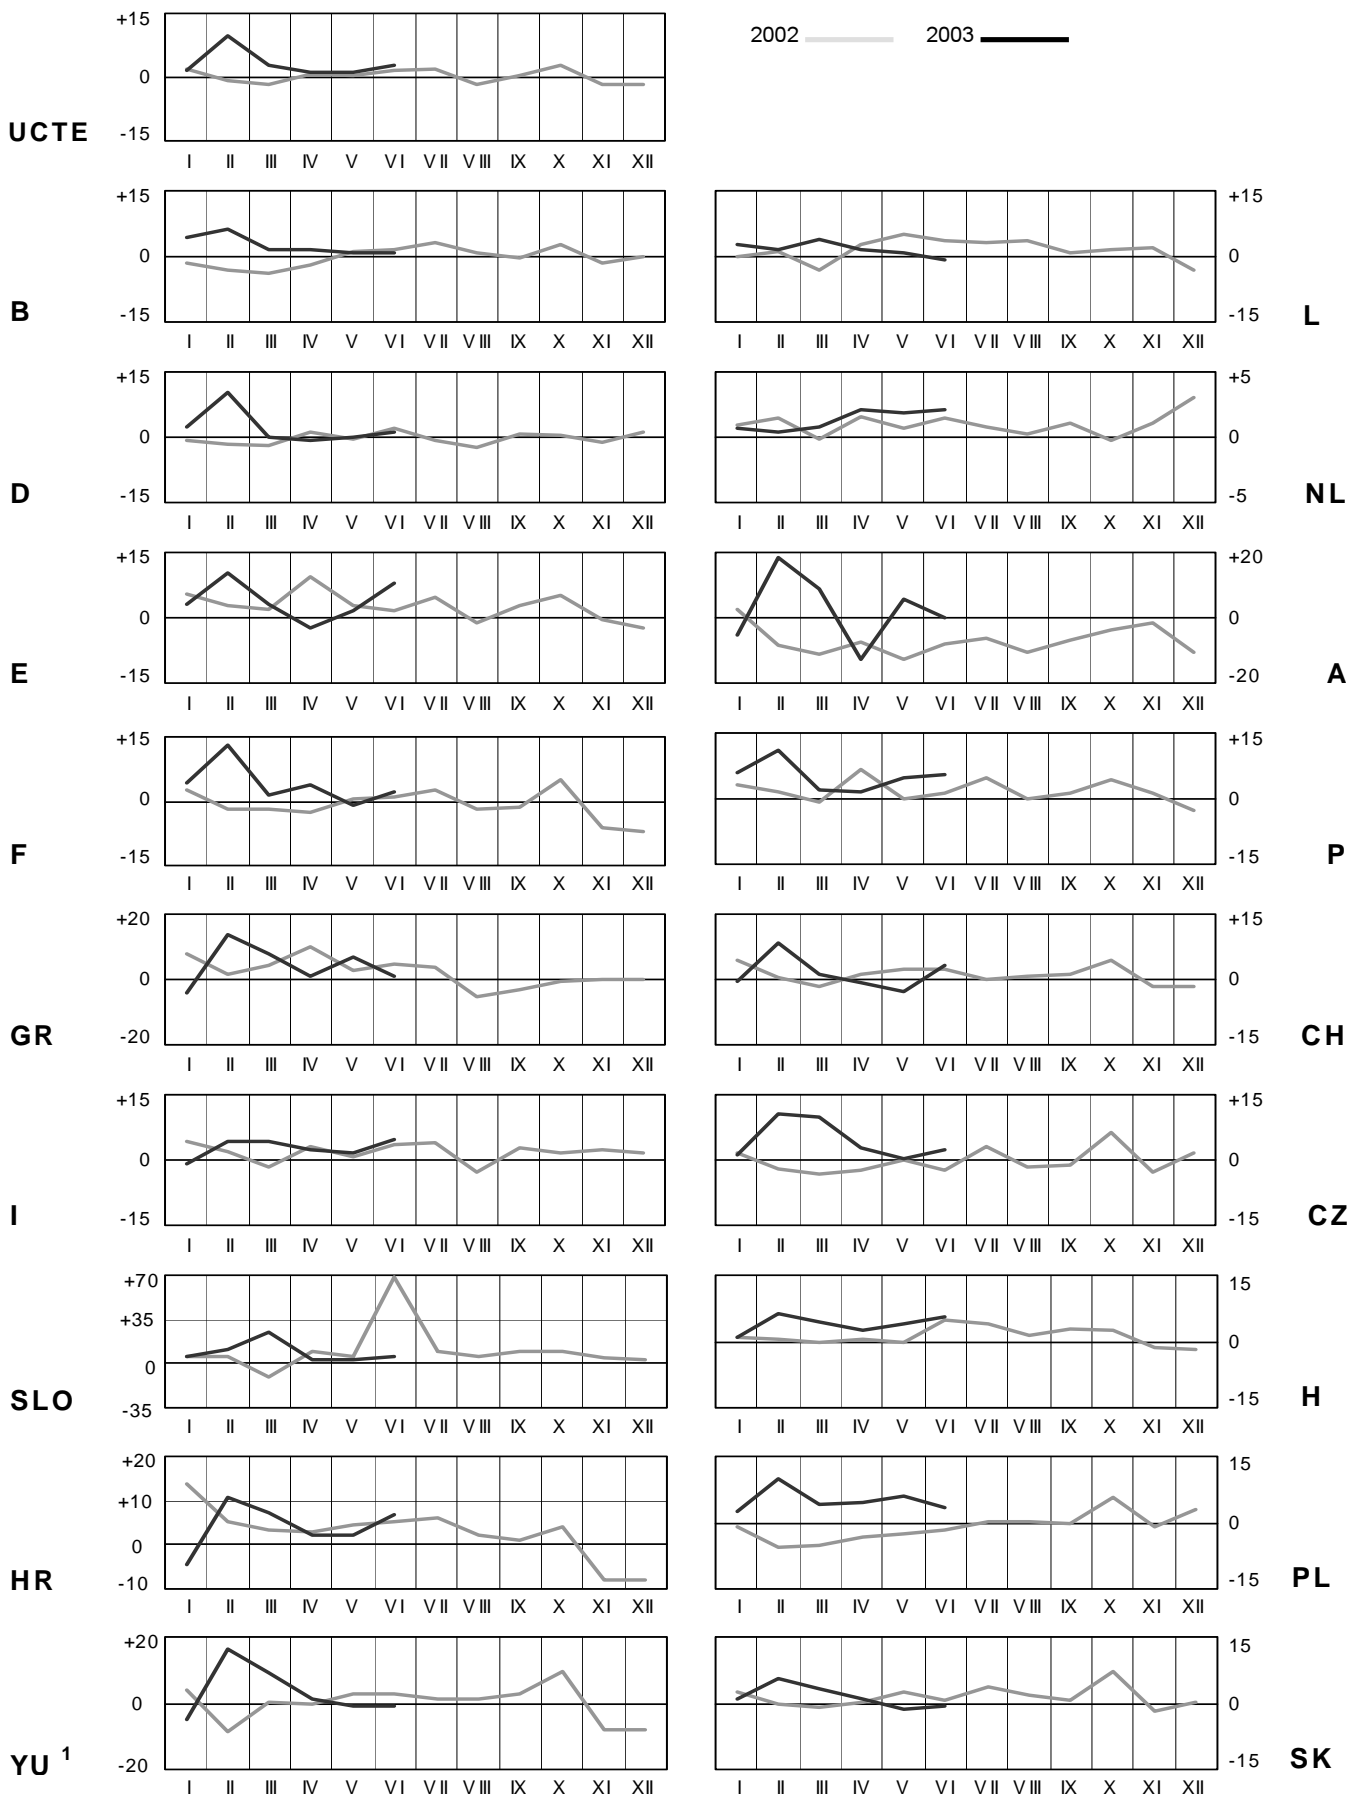 2002 2003
+15
0
UCTE -15
I II III IV V VI VII VIII IX X XI XII
+15 +15
0 0
B -15 -15 L
I II III IV V VI VII VIII IX X XI XII I II III IV V VI VII VIII IX X XI XII
+15 +5
0 0
D -15 -5 NL
I II III IV V VI VII VIII IX X XI XII I II III IV V VI VII VIII IX X XI XII
+15 +20
0 0
E -15 -20 A
I II III IV V VI VII VIII IX X XI XII I II III IV V VI VII VIII IX X XI XII
+15 +15
0 0
F -15 -15 P
I II III IV V VI VII VIII IX X XI XII I II III IV V VI VII VIII IX X XI XII
+20 +15
0 0
GR -20 -15 CH
I II III IV V VI VII VIII IX X XI XII I II III IV V VI VII VIII IX X XI XII
+15 +15
0 0
I -15 -15 CZ
I II III IV V VI VII VIII IX X XI XII I II III IV V VI VII VIII IX X XI XII
+70 15
+35
0 0
SLO -35 -15 H
I II III IV V VI VII VIII IX X XI XII I II III IV V VI VII VIII IX X XI XII
+20 15
+10
0 0
HR -10 -15 PL
I II III IV V VI VII VIII IX X XI XII I II III IV V VI VII VIII IX X XI XII
+20 15
0 0
YU 1 -20 -15 SK
I II III IV V VI VII VIII IX X XI XII I II III IV V VI VII VIII IX X XI XII